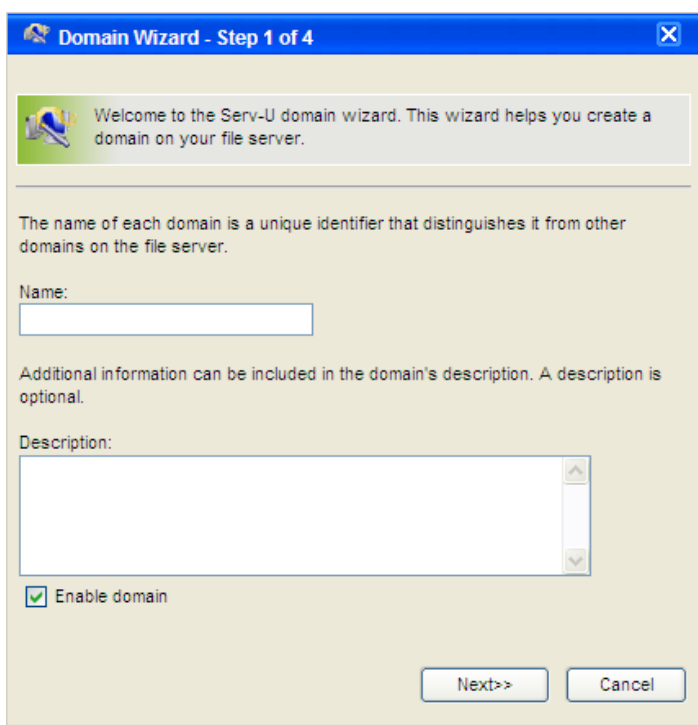 Domain Wizard - Step 1 of 4
Welcome to the Serv-U domain wizard. This wizard helps you create a
domain on your file server.
The name of each domain is a unique identifier that distinguishes it from other
domains on the file server.
Name:
Additional information can be included in the domain's description. A description is
optional.
Description:
Enable domain
Next>> Cancel